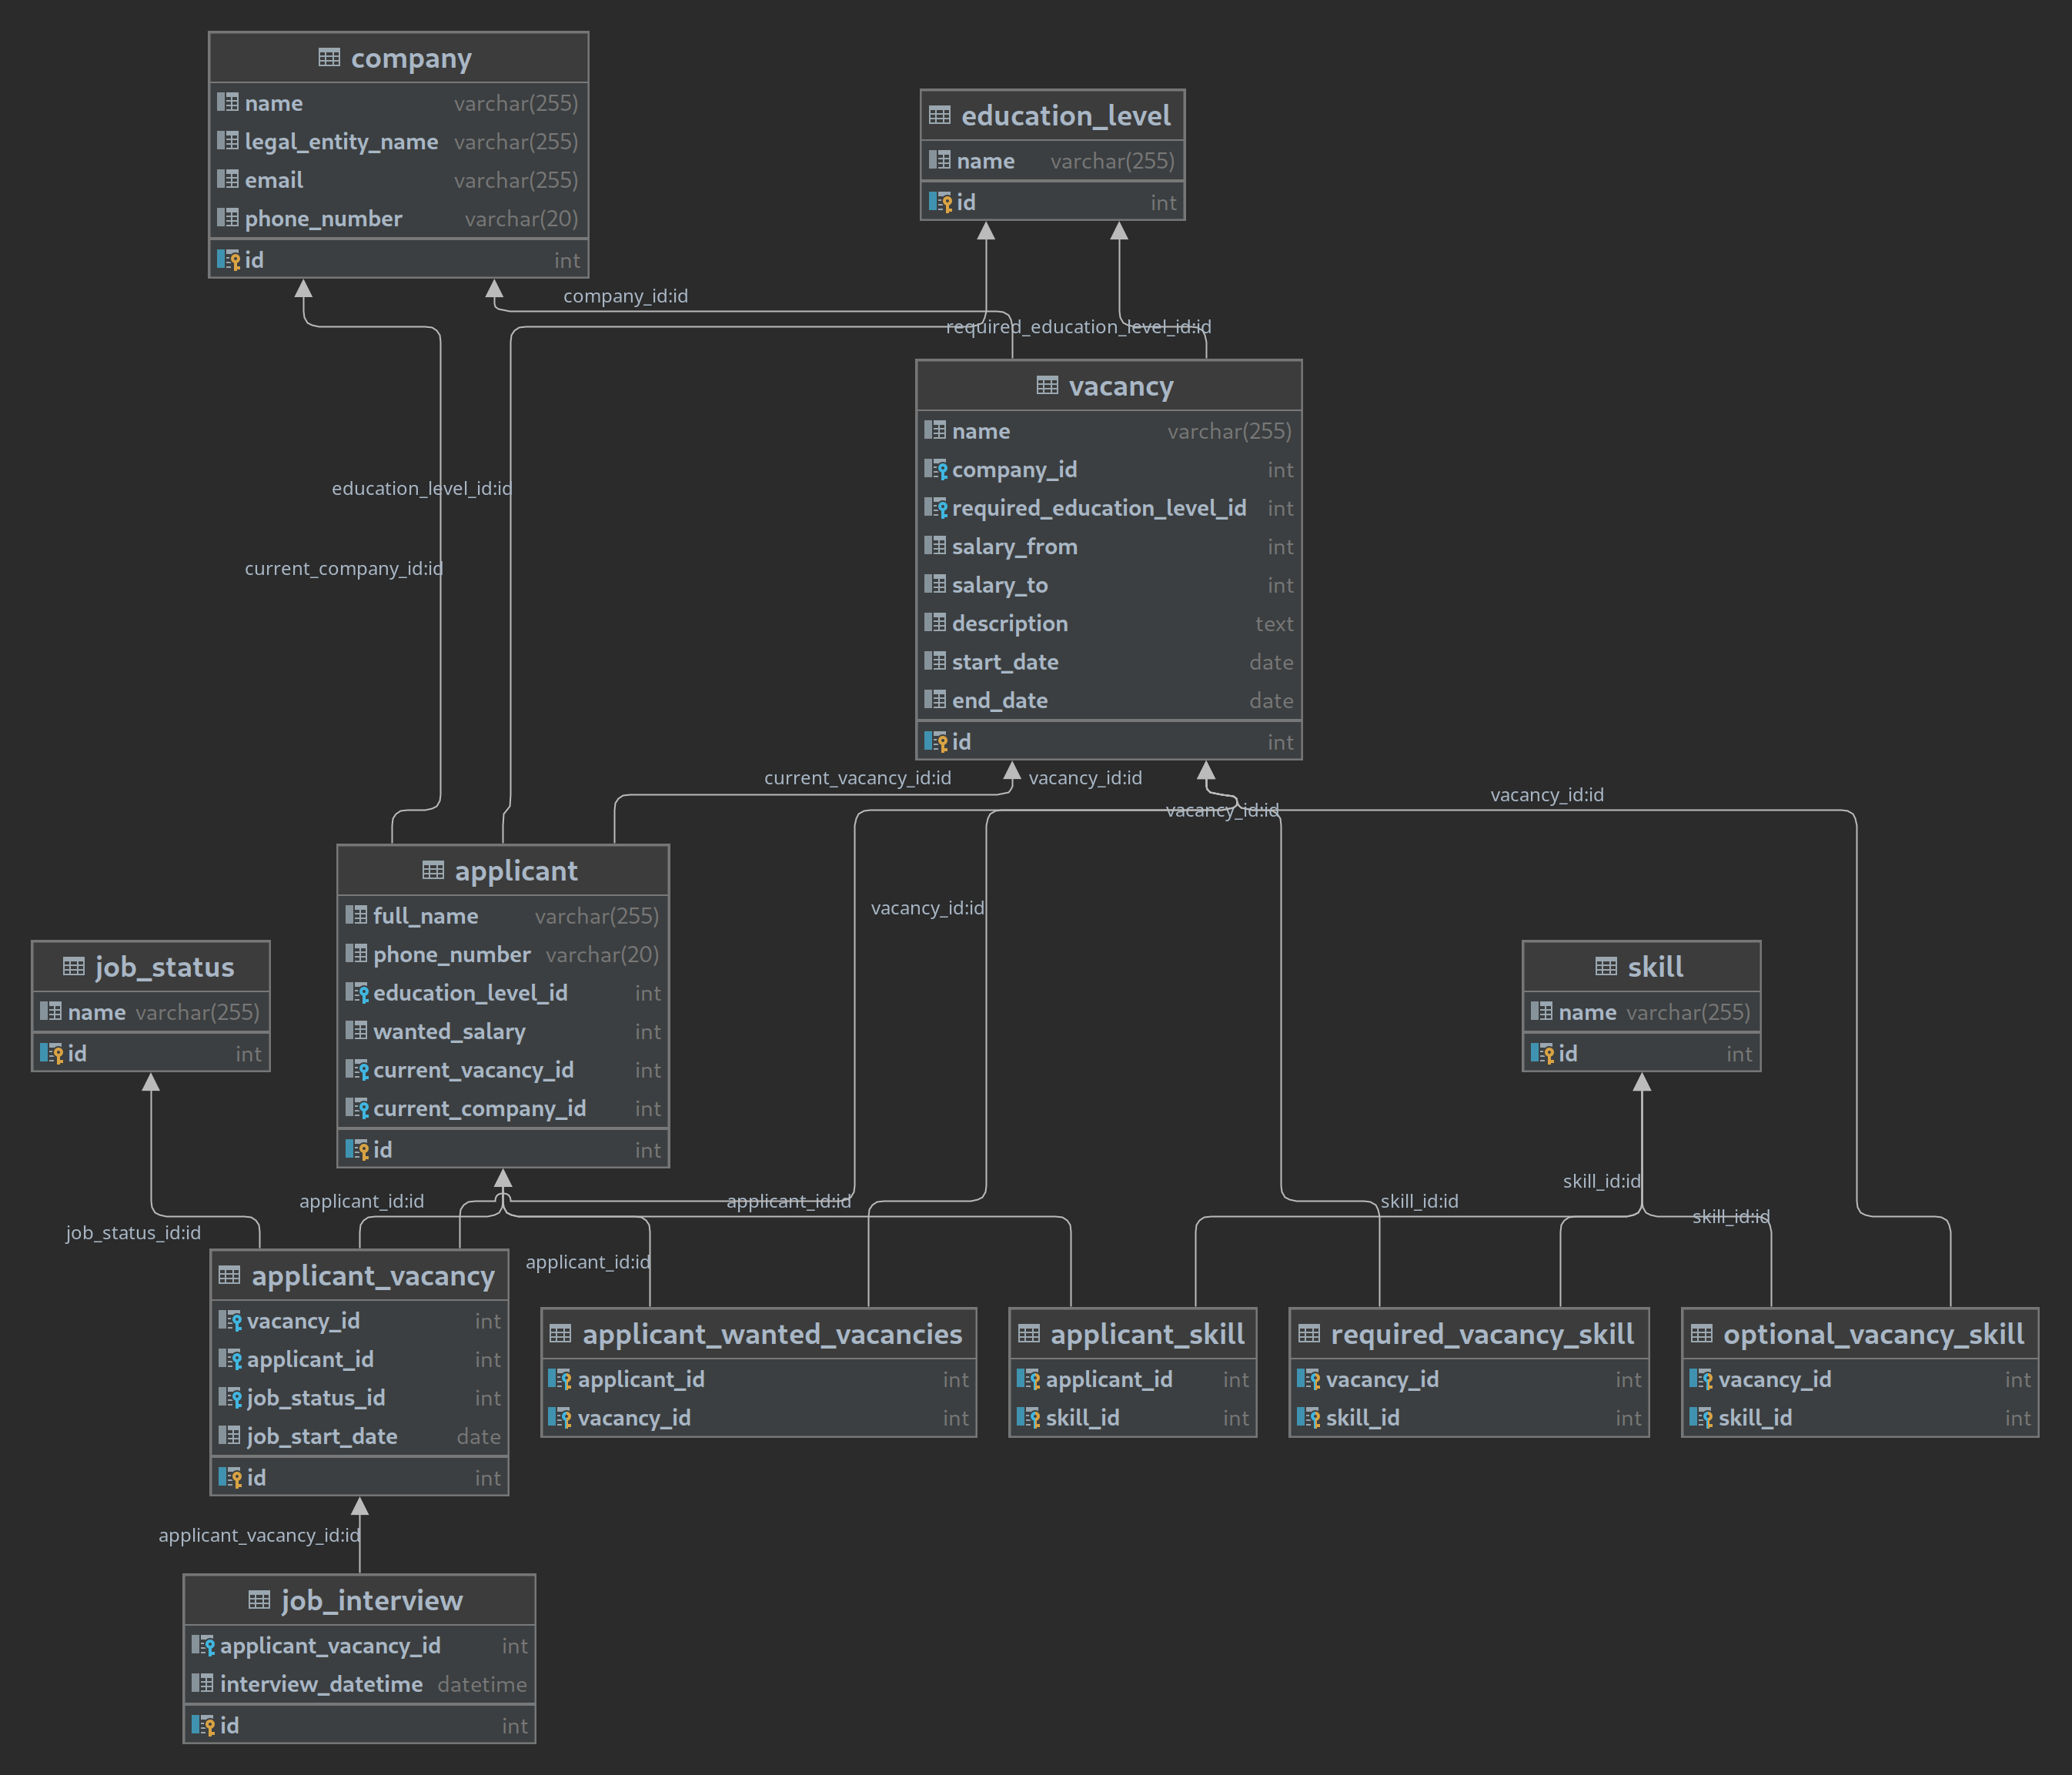 company
name varchar(255)
legal_entity_name varchar(255)
email varchar(255)
phone_number varchar(20)
id int
education_level
name varchar(255)
id int
company_id:id
required_education_level_id:id
vacancy
name varchar(255)
company_id int
required_education_level_id int
salary_from int
salary_to int
description text
start_date date
end_date date
id int
education_level_id:id
current_company_id:id
current_vacancy_id:id
vacancy_id:id
vacancy_id:id
vacancy_id:id
vacancy_id:id
applicant
full_name varchar(255)
phone_number varchar(20)
education_level_id int
wanted_salary int
current_vacancy_id int
current_company_id int
id int
job_status
name varchar(255)
id int
skill
name varchar(255)
id int
applicant_id:id
applicant_id:id
skill_id:id
skill_id:id
skill_id:id
job_status_id:id
applicant_id:id
applicant_vacancy
vacancy_id int
applicant_id int
job_status_id int
job_start_date date
id int
applicant_wanted_vacancies
applicant_id int
vacancy_id int
applicant_skill
applicant_id int
skill_id int
required_vacancy_skill
vacancy_id int
skill_id int
optional_vacancy_skill
vacancy_id int
skill_id int
applicant_vacancy_id:id
job_interview
applicant_vacancy_id int
interview_datetime datetime
id int